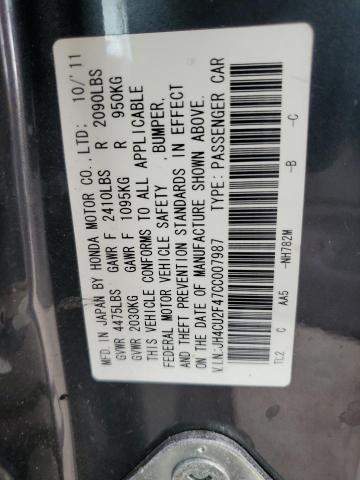 MFD. IN JAPAN BY HONDA MOTOR CO.,LTD: 10/'11
GVWR 4475LBS GAWR F 2410LBS R 2090LBS
GVWR 2030KG GAWR F 1095KG R 950KG
THIS VEHICLE CONFORMS TO ALL APPLICABLE
FEDERAL MOTOR VEHICLE SAFETY ,BUMPER,
AND THEFT PREVENTION STANDARDS IN EFFECT
ON THE DATE OF MANUFACTURE SHOWN ABOVE.
V.I.N:JH4CU2F47CC007987 TYPE:PASSENGER CAR
-NH782M -B -C
TL2 C AA5